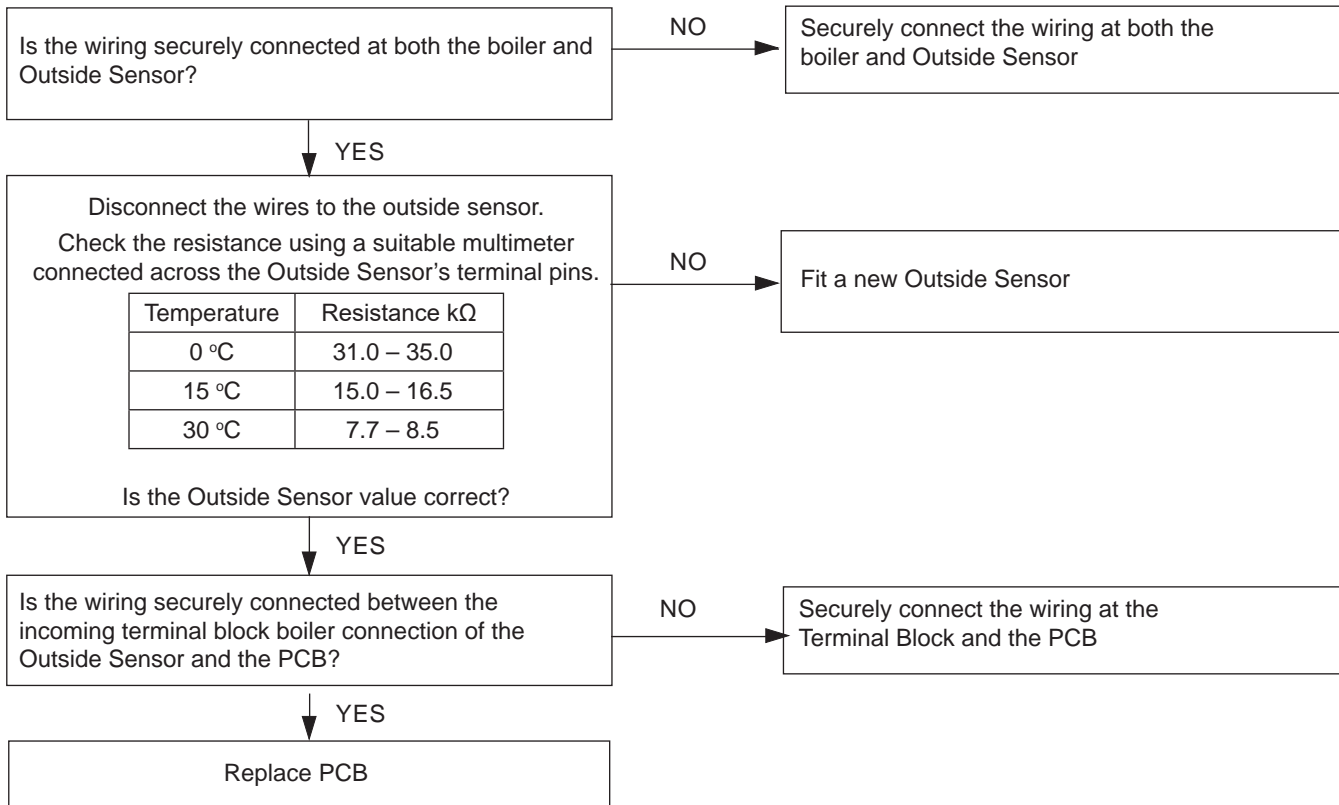 Is the wiring securely connected at both the boiler and
Outside Sensor?
NO
Securely connect the wiring at both the
boiler and Outside Sensor
YES
Disconnect the wires to the outside sensor.
Check the resistance using a suitable multimeter
connected across the Outside Sensor's terminal pins.
NO
Fit a new Outside Sensor
Temperature Resistance kΩ
0 °C 31.0 – 35.0
15 °C 15.0 – 16.5
30 °C 7.7 – 8.5
Is the Outside Sensor value correct?
YES
Is the wiring securely connected between the
incoming terminal block boiler connection of the
Outside Sensor and the PCB?
NO
Securely connect the wiring at the
Terminal Block and the PCB
YES
Replace PCB